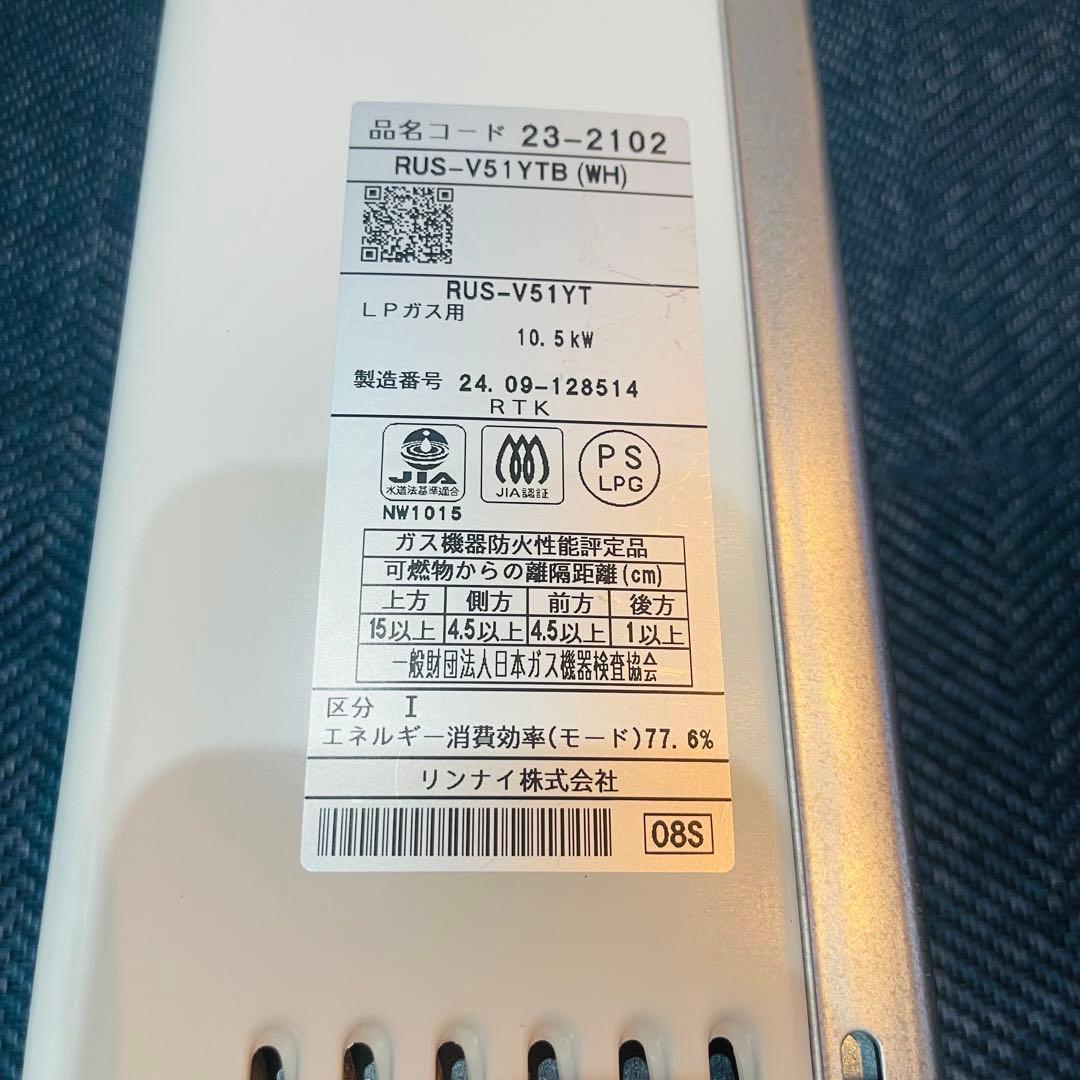 品名コード 23-2102
RUS-V51YTB(WH)
RUS-V51YT
LPガス用
10.5kW
製造番号 24.09-128514
RTK
JIA
水道法基準適合
NW1015
JIA認証
PS
LPG
ガス機器防火性能評定品
可燃物からの離隔距離(cm)
上方 側方 前方 後方
15以上 4.5以上 4.5以上 1以上
一般財団法人日本ガス機器検査協会
区分 I
エネルギー消費効率(モード)77.6%
リンナイ株式会社
08S